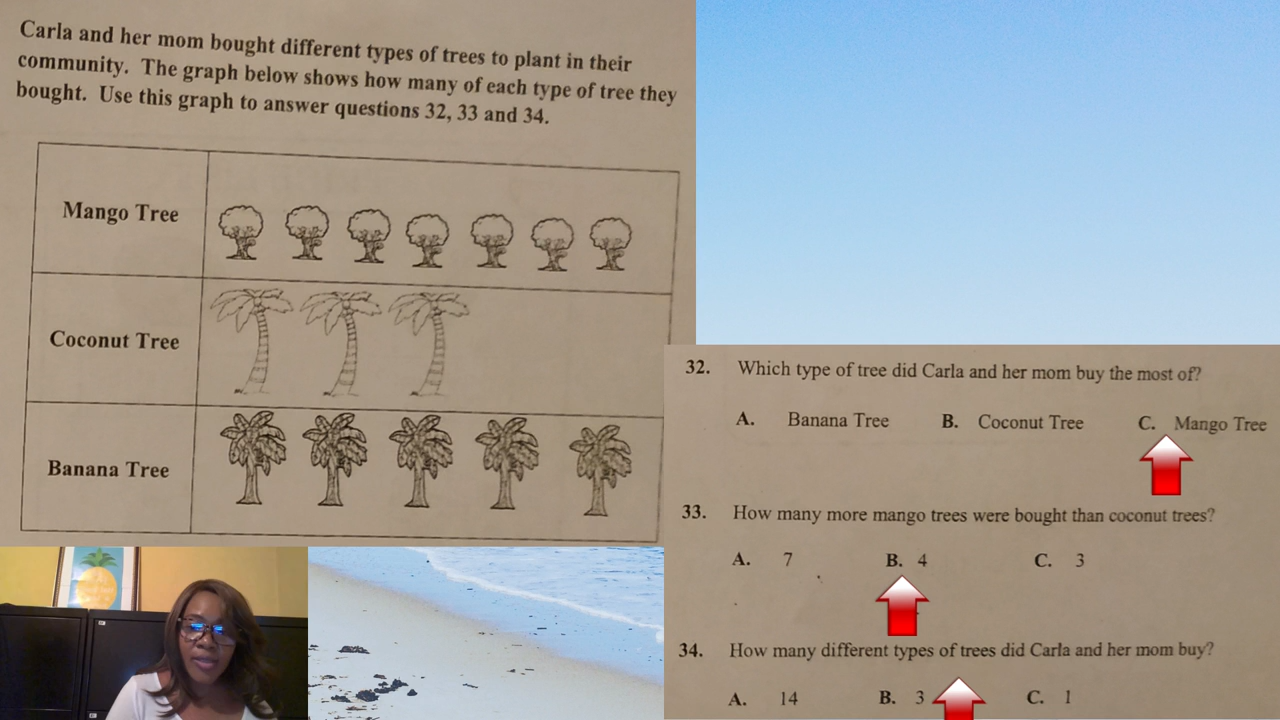 Carla and her mom bought different types of trees to plant in their
community. The graph below shows how many of each type of tree they
bought. Use this graph to answer questions 32, 33 and 34.
Mango Tree
Coconut Tree
Banana Tree
32. Which type of tree did Carla and her mom buy the most of?
A. Banana Tree B. Coconut Tree C. Mango Tree
33. How many more mango trees were bought than coconut trees?
A. 7 B. 4 C. 3
34. How many different types of trees did Carla and her mom buy?
A. 14 B. 3 C. 1